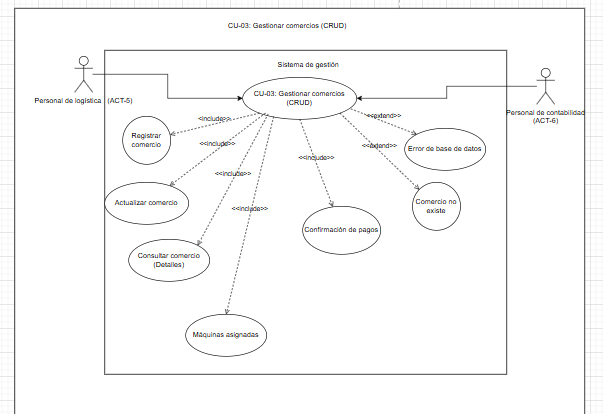 CU-03: Gestionar comercios (CRUD)
Sistema de gestión
CU-03: Gestionar comercios
(CRUD)
Personal de logística (ACT-5)
Personal de contabilidad
(ACT-6)
<<include>>
<<extend>>
Registrar
comercio
<<include>>
<<extend>>
Error de base de datos
<<include>>
<<include>>
Actualizar comercio
<<include>>
Comercio no
existe
Confirmación de pagos
Consultar comercio
(Detalles)
Máquinas asignadas